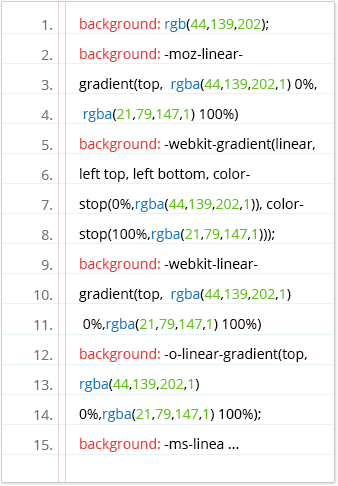 1. background: rgb(44,139,202);
2. background: -moz-linear-
3. gradient(top,  rgba(44,139,202,1) 0%,
4. rgba(21,79,147,1) 100%)
5. background: -webkit-gradient(linear,
6. left top, left bottom, color-
7. stop(0%,rgba(44,139,202,1)), color-
8. stop(100%,rgba(21,79,147,1)));
9. background: -webkit-linear-
10. gradient(top,  rgba(44,139,202,1)
11. 0%,rgba(21,79,147,1) 100%)
12. background: -o-linear-gradient(top,
13. rgba(44,139,202,1)
14. 0%,rgba(21,79,147,1) 100%);
15. background: -ms-linea ...